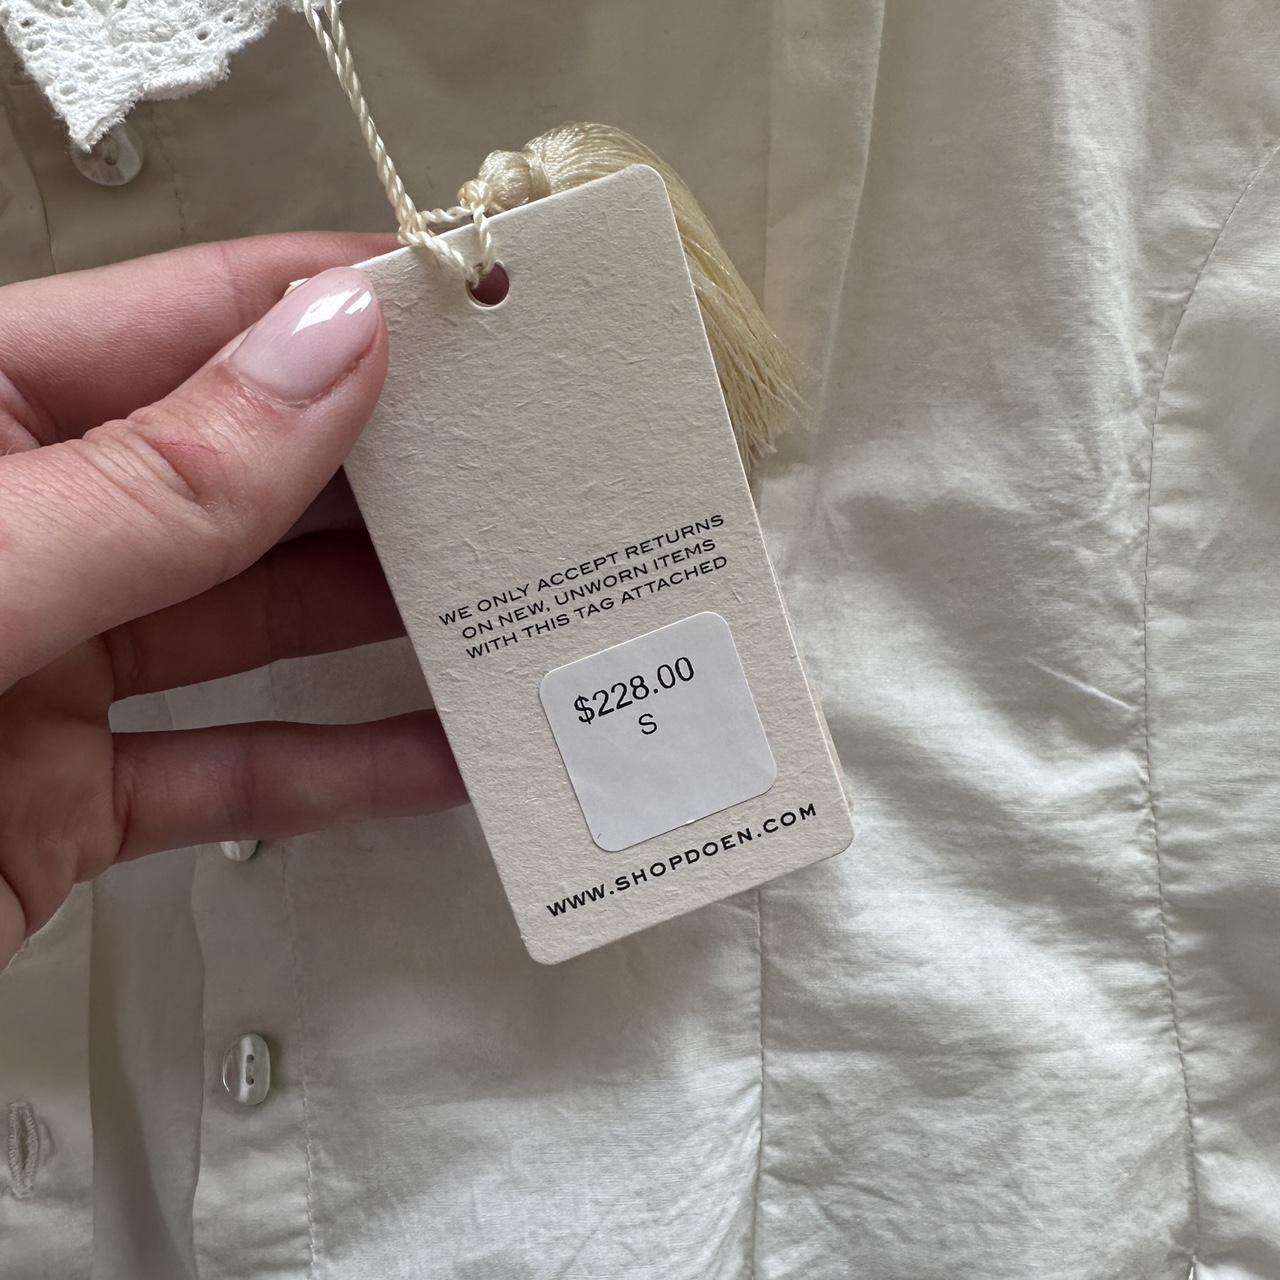 WE ONLY ACCEPT RETURNS
ON NEW, UNWORN ITEMS
WITH THIS TAG ATTACHED
$228.00
S
WWW.SHOPDOEN.COM